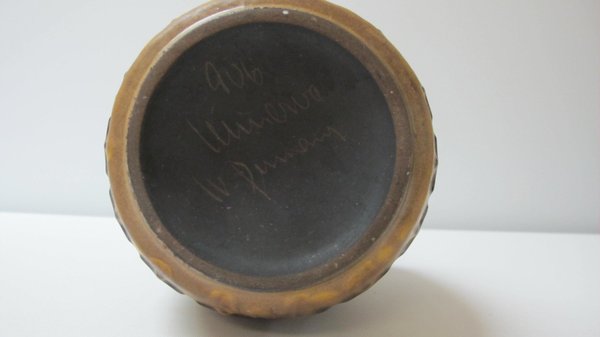 906
Minerva
W. Germany